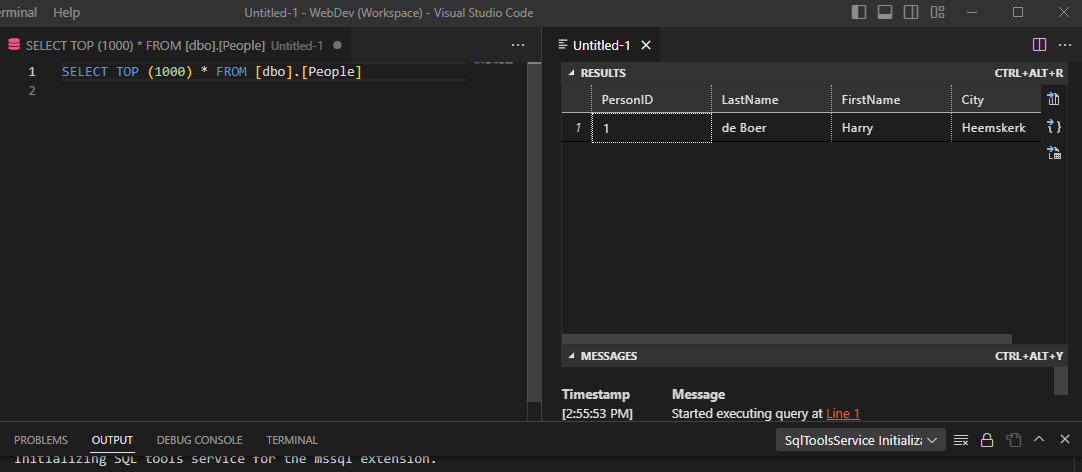 erminal Help Untitled-1 - WebDev (Workspace) - Visual Studio Code
SELECT TOP (1000) * FROM [dbo].[People] Untitled-1
1 SELECT TOP (1000) * FROM [dbo].[People]
2
Untitled-1
RESULTS CTRL+ALT+R
PersonID LastName FirstName City
1 1 de Boer Harry Heemskerk
MESSAGES CTRL+ALT+Y
Timestamp Message
[2:55:53 PM] Started executing query at Line 1
PROBLEMS OUTPUT DEBUG CONSOLE TERMINAL SqlToolsService Initializa
Initializing SQL tools service for the mssql extension.